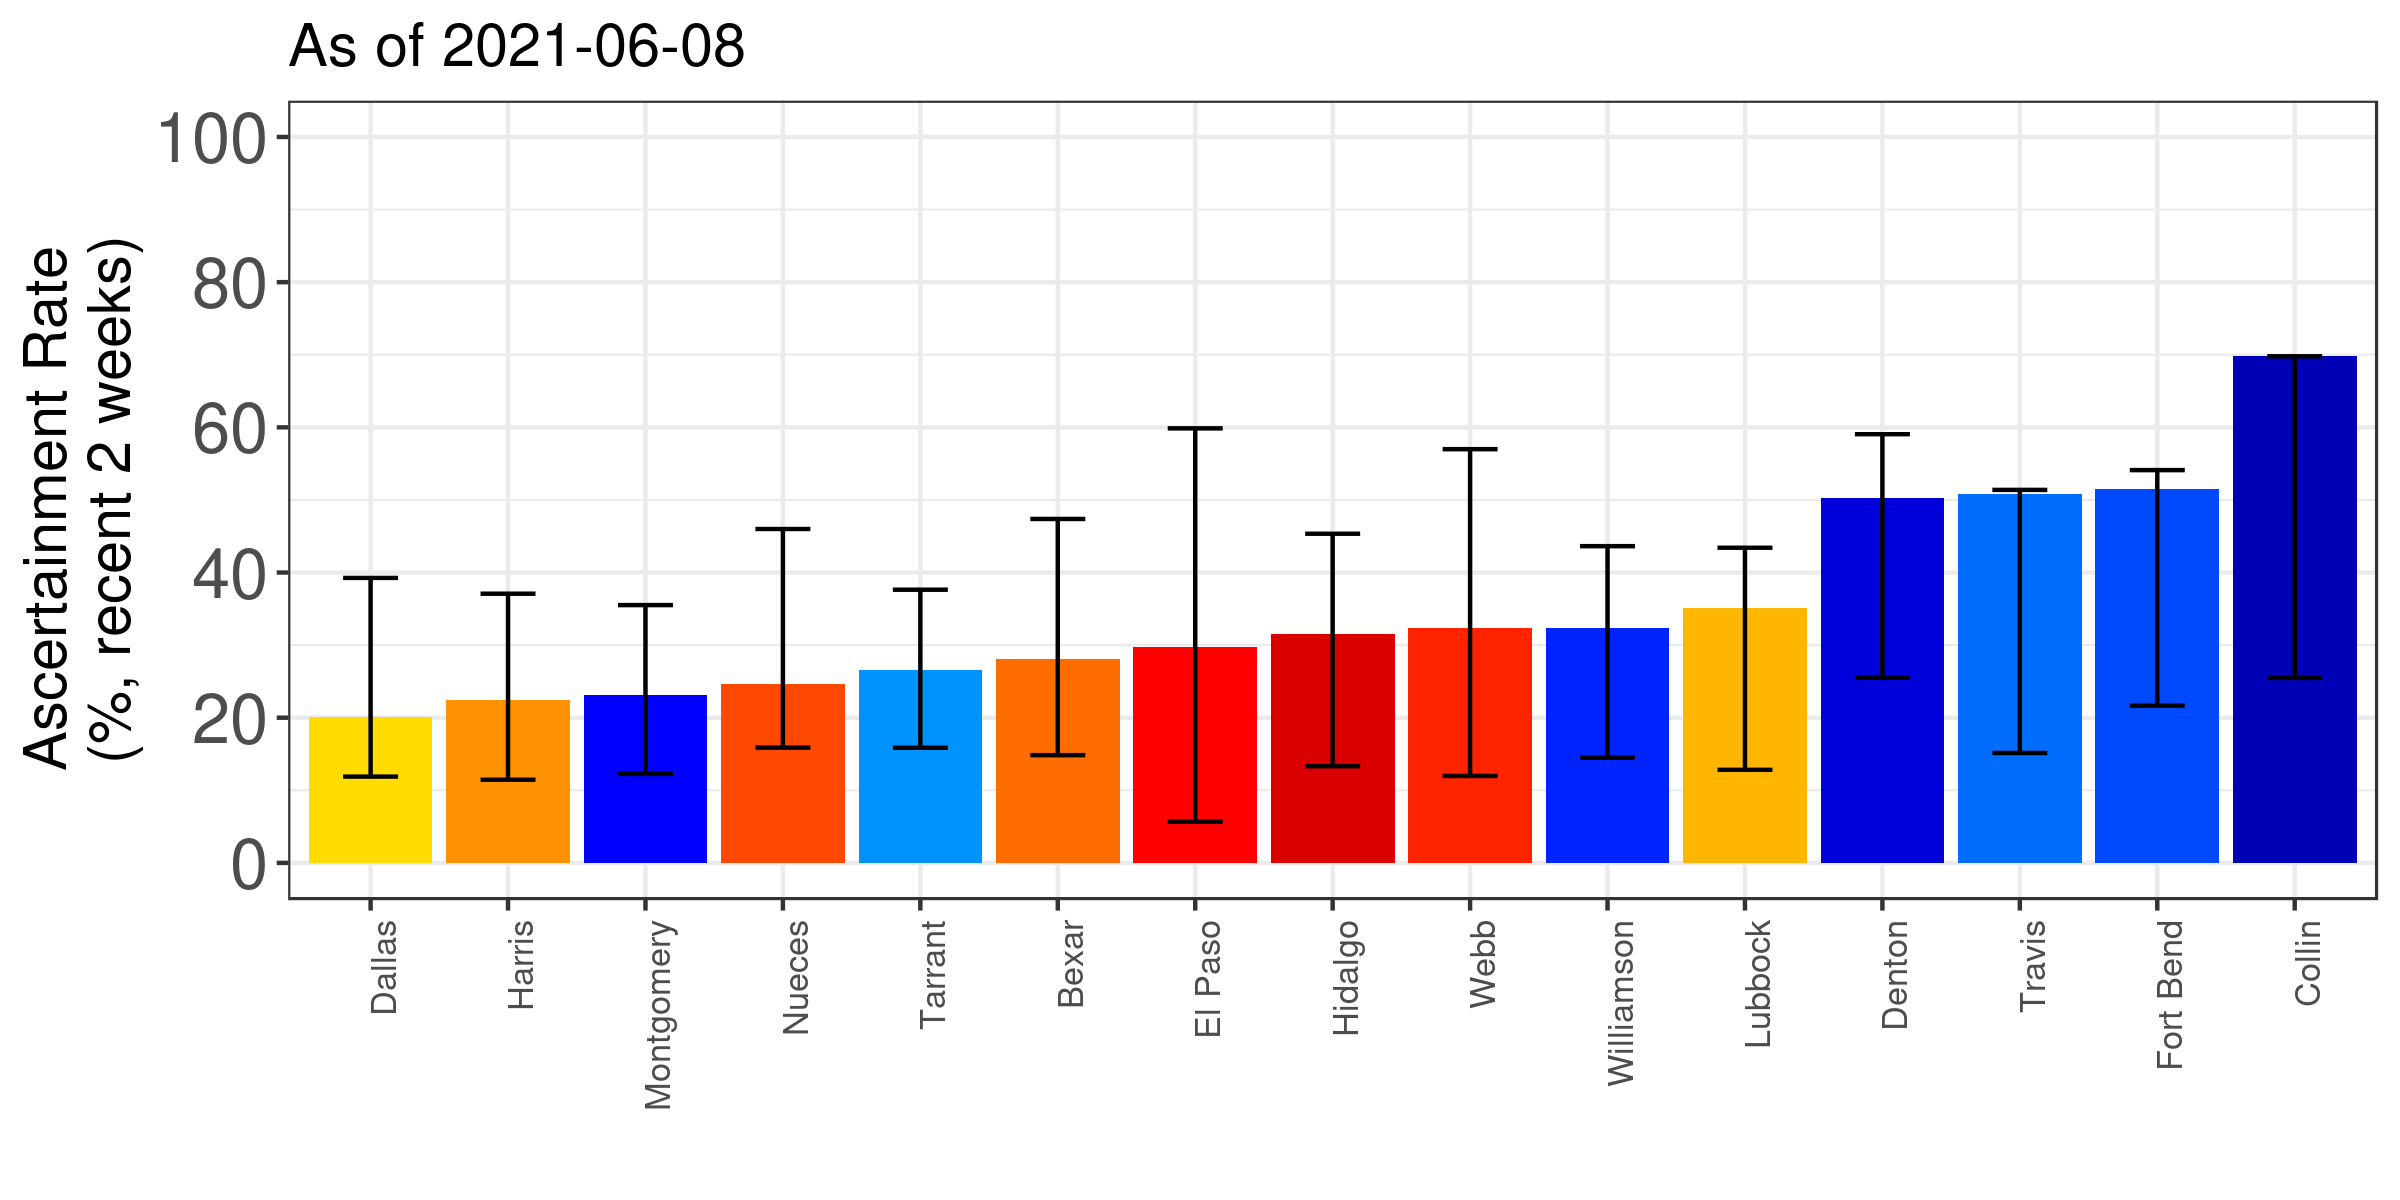 As of 2021-06-08
Ascertainment Rate
(%, recent 2 weeks)
100
80
60
40
20
0
Dallas
Harris
Montgomery
Nueces
Tarrant
Bexar
El Paso
Hidalgo
Webb
Williamson
Lubbock
Denton
Travis
Fort Bend
Collin